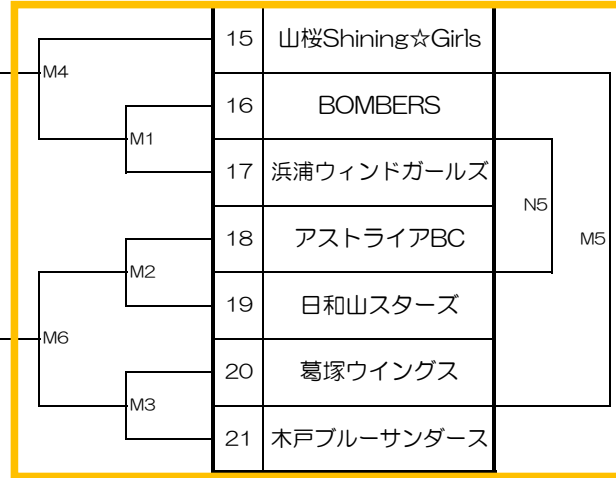 15 山桜Shining☆Girls
M4
16 BOMBERS
M1
17 浜浦ウィンドガールズ
N5
18 アストライアBC
M5
M2
19 日和山スターズ
M6
20 葛塚ウイングス
M3
21 木戸ブルーサンダース